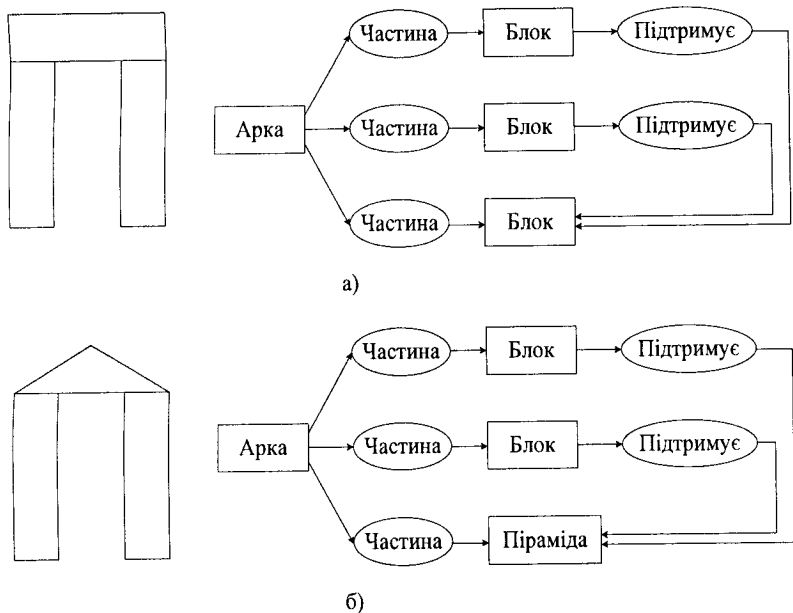 Частина Блок Підтримує
Арка Частина Блок Підтримує
Частина Блок
а)
Частина Блок Підтримує
Арка Частина Блок Підтримує
Частина Піраміда
б)